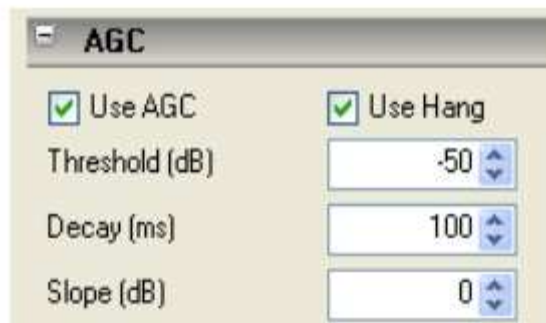 AGC
Use AGC Use Hang
Threshold (dB) -50
Decay (ms) 100
Slope (dB) 0